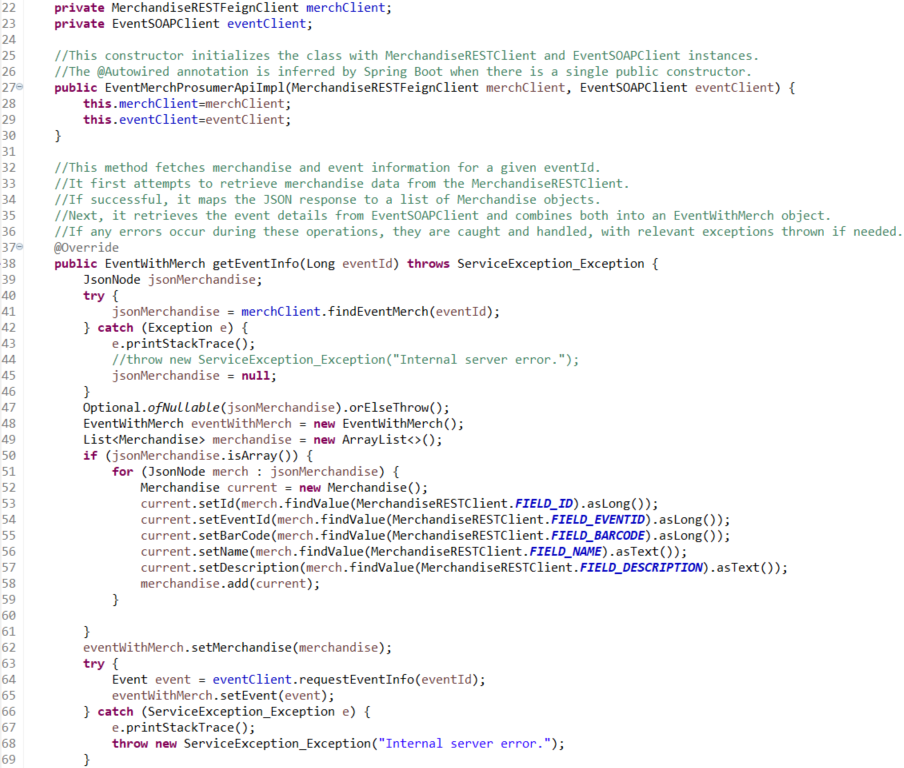 22 private MerchandiseRESTFeignClient merchClient;
23 private EventSOAPClient eventClient;
24
25 //This constructor initializes the class with MerchandiseRESTClient and EventSOAPClient instances.
26 //The @Autowired annotation is inferred by Spring Boot when there is a single public constructor.
27 public EventMerchProsumerApiImpl(MerchandiseRESTFeignClient merchClient, EventSOAPClient eventClient) {
28 this.merchClient=merchClient;
29 this.eventClient=eventClient;
30 }
31
32 //This method fetches merchandise and event information for a given eventId.
33 //It first attempts to retrieve merchandise data from the MerchandiseRESTClient.
34 //If successful, it maps the JSON response to a list of Merchandise objects.
35 //Next, it retrieves the event details from EventSOAPClient and combines both into an EventWithMerch object.
36 //If any errors occur during these operations, they are caught and handled, with relevant exceptions thrown if needed.
37 @Override
38 public EventWithMerch getEventInfo(Long eventId) throws ServiceException_Exception {
39 JsonNode jsonMerchandise;
40 try {
41 jsonMerchandise = merchClient.findEventMerch(eventId);
42 } catch (Exception e) {
43 e.printStackTrace();
44 //throw new ServiceException_Exception("Internal server error.");
45 jsonMerchandise = null;
46 }
47 Optional.ofNullable(jsonMerchandise).orElseThrow();
48 EventWithMerch eventWithMerch = new EventWithMerch();
49 List<Merchandise> merchandise = new ArrayList<>();
50 if (jsonMerchandise.isArray()) {
51 for (JsonNode merch : jsonMerchandise) {
52 Merchandise current = new Merchandise();
53 current.setId(merch.findValue(MerchandiseRESTClient.FIELD_ID).asLong());
54 current.setEventId(merch.findValue(MerchandiseRESTClient.FIELD_EVENTID).asLong());
55 current.setBarCode(merch.findValue(MerchandiseRESTClient.FIELD_BARCODE).asLong());
56 current.setName(merch.findValue(MerchandiseRESTClient.FIELD_NAME).asText());
57 current.setDescription(merch.findValue(MerchandiseRESTClient.FIELD_DESCRIPTION).asText());
58 merchandise.add(current);
59 }
60
61 }
62 eventWithMerch.setMerchandise(merchandise);
63 try {
64 Event event = eventClient.requestEventInfo(eventId);
65 eventWithMerch.setEvent(event);
66 } catch (ServiceException_Exception e) {
67 e.printStackTrace();
68 throw new ServiceException_Exception("Internal server error.");
69 }